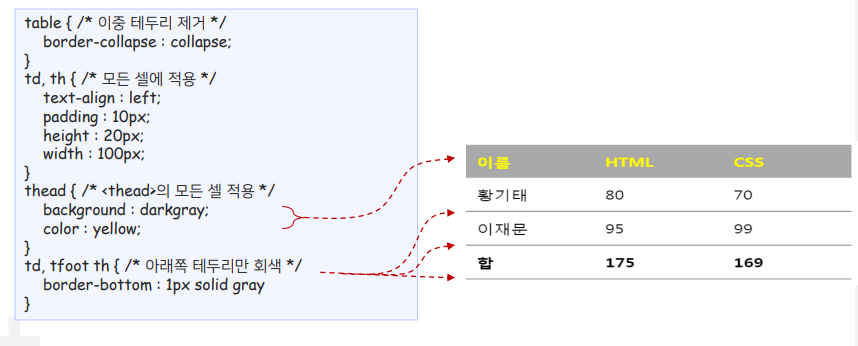 table { /* 이중 테두리 제거 */
border-collapse : collapse;
}
td, th { /* 모든 셀에 적용 */
text-align : left;
padding : 10px;
height : 20px;
width : 100px;
}
thead { /* <thead>의 모든 셀 적용 */
background : darkgray;
color : yellow;
}
td, tfoot th { /* 아래쪽 테두리만 회색 */
border-bottom : 1px solid gray
}
이름 HTML CSS
황기태 80 70
이재문 95 99
합 175 169